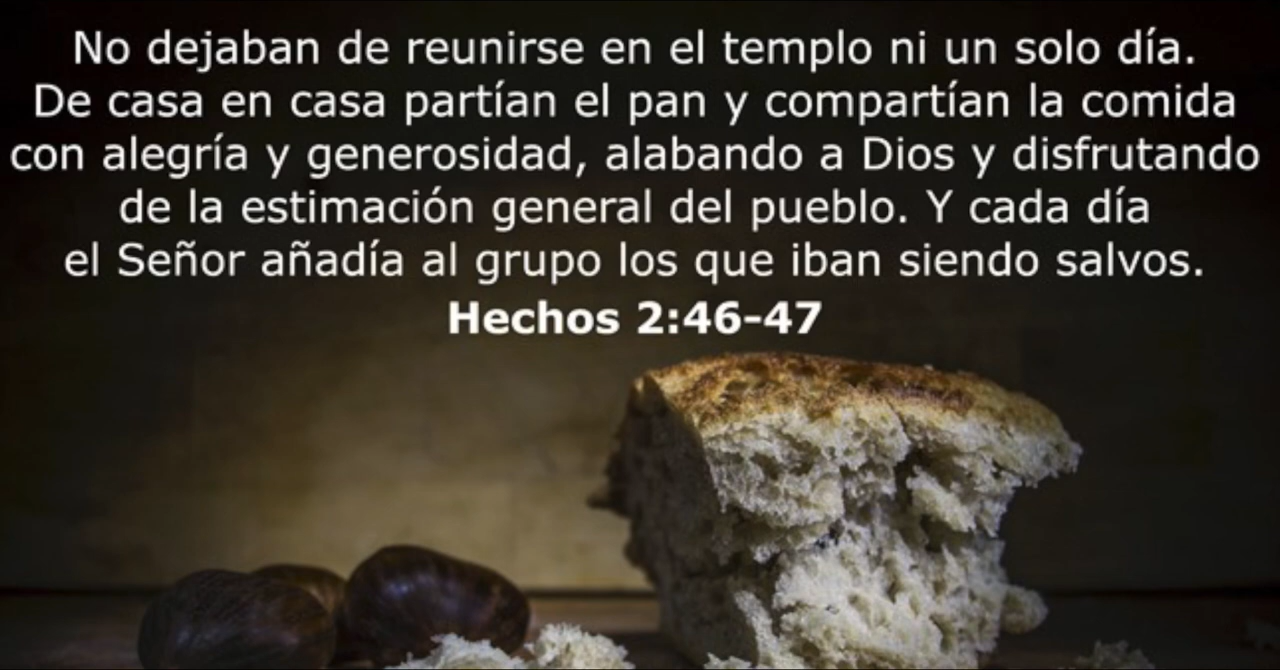 No dejaban de reunirse en el templo ni un solo día.
De casa en casa partían el pan y compartían la comida
con alegría y generosidad, alabando a Dios y disfrutando
de la estimación general del pueblo. Y cada día
el Señor añadía al grupo los que iban siendo salvos.
Hechos 2:46-47